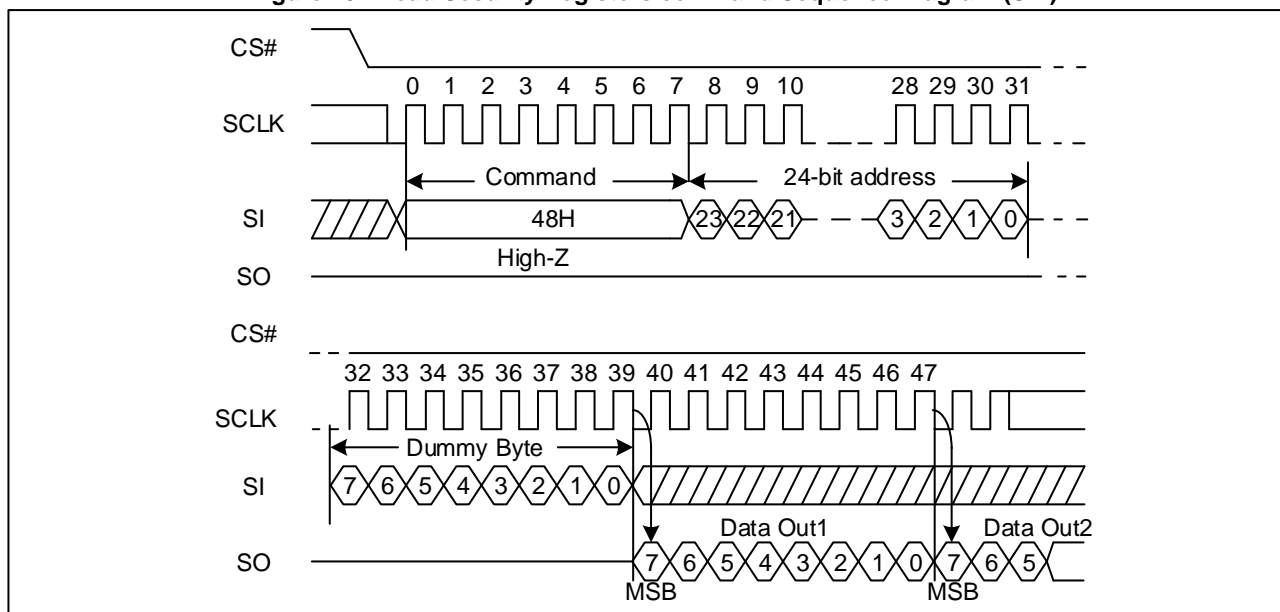 CS#
0 1 2 3 4 5 6 7 8 9 10 28 29 30 31
SCLK
Command 24-bit address
SI 48H 23 22 21 3 2 1 0
High-Z
SO
CS#
32 33 34 35 36 37 38 39 40 41 42 43 44 45 46 47
SCLK
Dummy Byte
SI 7 6 5 4 3 2 1 0
Data Out1 Data Out2
SO 7 6 5 4 3 2 1 0 7 6 5
MSB MSB